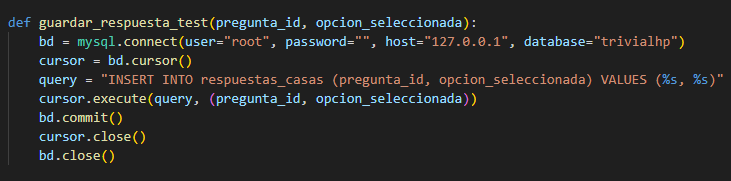 def guardar_respuesta_test(pregunta_id, opcion_seleccionada):
    bd = mysql.connect(user="root", password="", host="127.0.0.1", database="trivialhp")
    cursor = bd.cursor()
    query = "INSERT INTO respuestas_casas (pregunta_id, opcion_seleccionada) VALUES (%s, %s)"
    cursor.execute(query, (pregunta_id, opcion_seleccionada))
    bd.commit()
    cursor.close()
    bd.close()